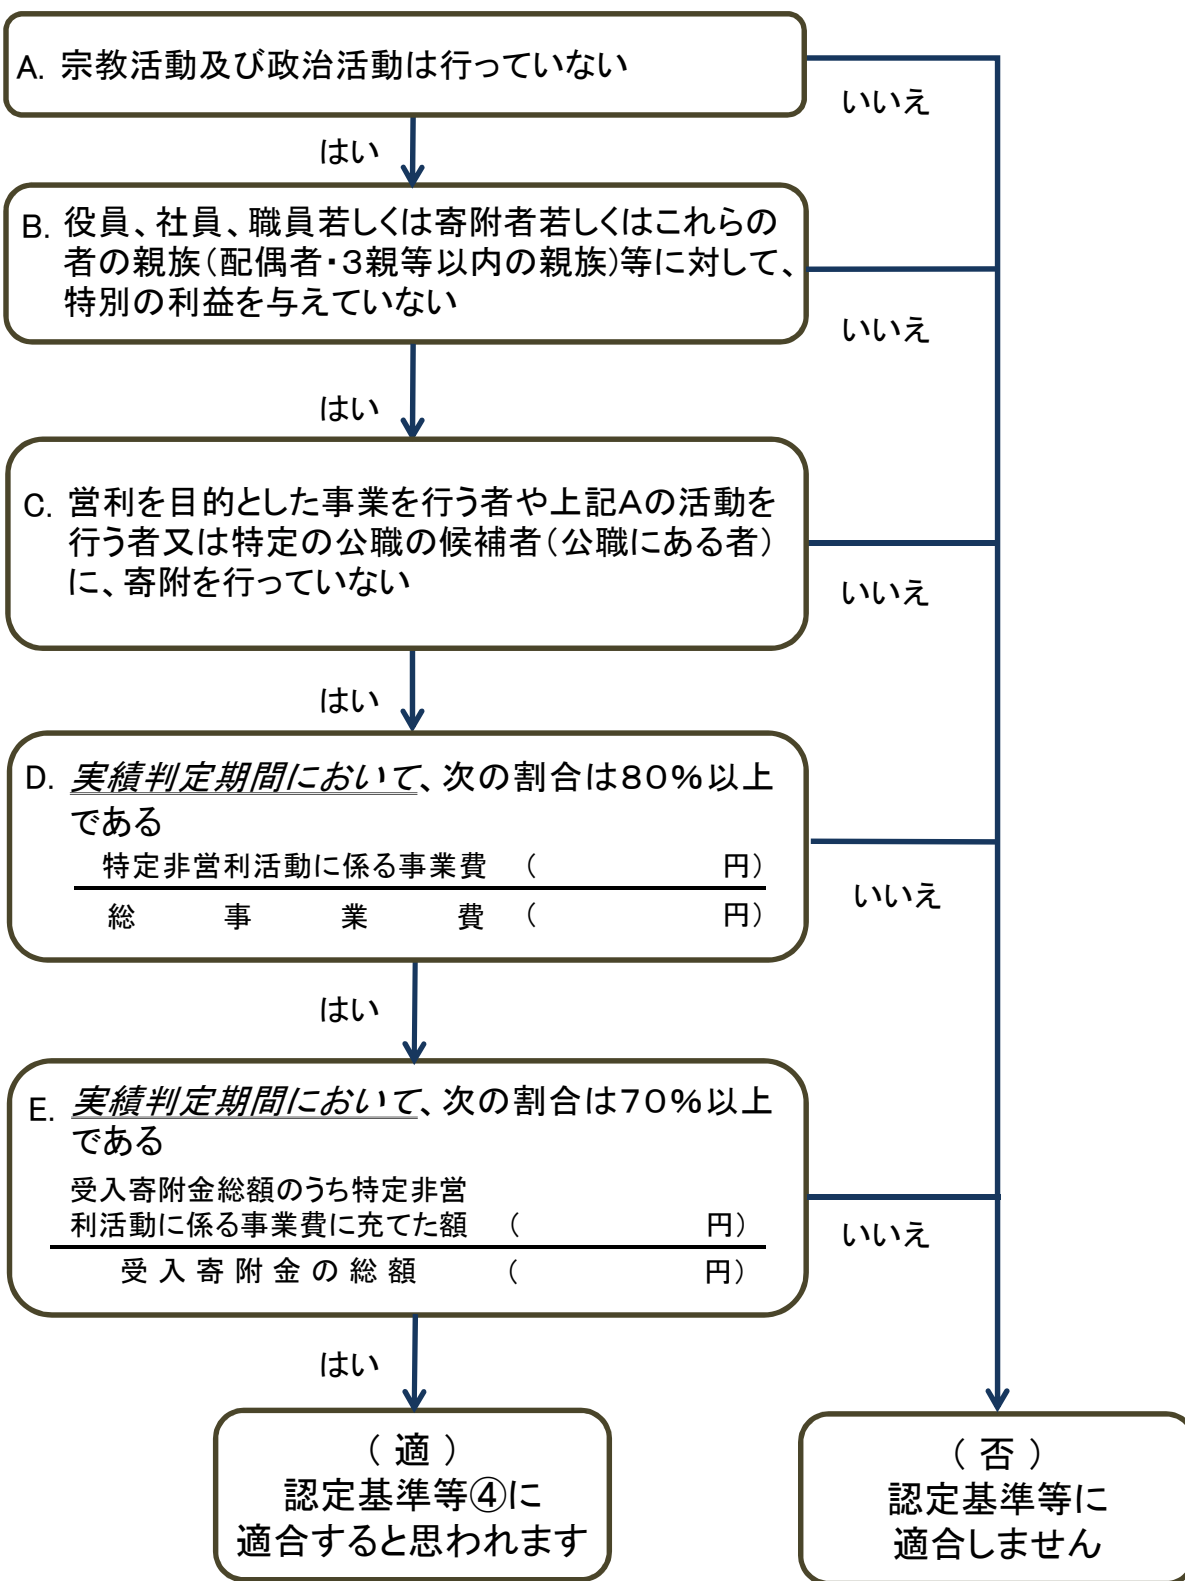 A. 宗教活動及び政治活動は行っていない
いいえ
はい
B. 役員、社員、職員若しくは寄附者若しくはこれらの
者の親族(配偶者・3親等以内の親族)等に対して、
特別の利益を与えていない
いいえ
はい
C. 営利を目的とした事業を行う者や上記Aの活動を
行う者又は特定の公職の候補者(公職にある者)
に、寄附を行っていない
いいえ
はい
D. 実績判定期間において、次の割合は80%以上
である
特定非営利活動に係る事業費 ( 円)
総事業費 ( 円)
いいえ
はい
E. 実績判定期間において、次の割合は70%以上
である
受入寄附金総額のうち特定非営
利活動に係る事業費に充てた額 ( 円)
受入寄附金の総額 ( 円)
いいえ
はい
(適)
認定基準等④に
適合すると思われます
(否)
認定基準等に
適合しません